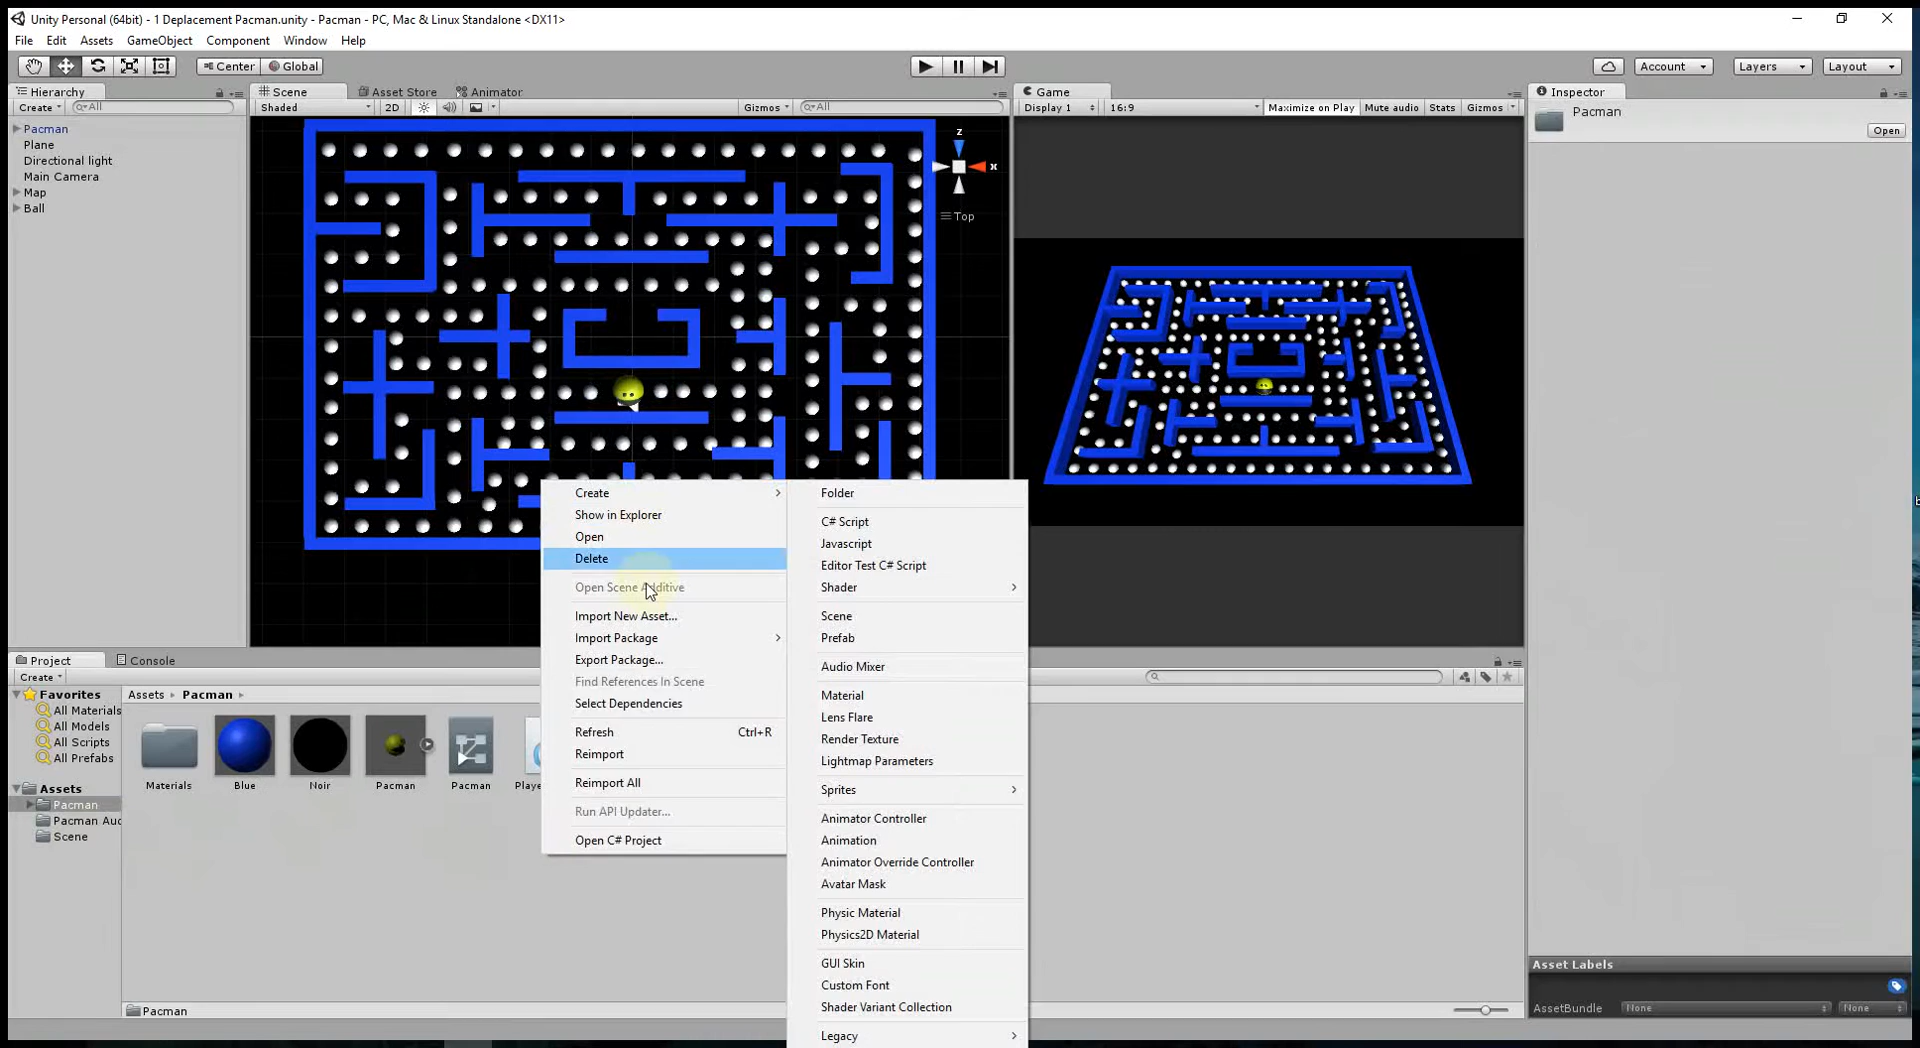 Unity Personal (64bit) - 1 Deplacement Pacman.unity - Pacman - PC, Mac & Linux Standalone <DX11>
File Edit Assets GameObject Component Window Help
Center Global Account Layers Layout
Hierarchy
Create All
Pacman
Plane
Directional light
Main Camera
Map
Ball
Scene Asset Store Animator
Shaded 2D Gizmos All
z
x
Top
Game
Display 1 16:9 Maximize on Play Mute audio Stats Gizmos
Inspector
Pacman
Open
Create
Show in Explorer
Open
Delete
Open Scene Additive
Import New Asset...
Import Package
Export Package...
Find References In Scene
Select Dependencies
Refresh Ctrl+R
Reimport
Reimport All
Run API Updater...
Open C# Project
Folder
C# Script
Javascript
Editor Test C# Script
Shader
Scene
Prefab
Audio Mixer
Material
Lens Flare
Render Texture
Lightmap Parameters
Sprites
Animator Controller
Animation
Animator Override Controller
Avatar Mask
Physic Material
Physics2D Material
GUI Skin
Custom Font
Shader Variant Collection
Legacy
Project Console
Create
Favorites
All Materials
All Models
All Scripts
All Prefabs
Assets
Pacman
Pacman Aud
Scene
Assets Pacman
Materials Blue Noir Pacman Pacman Playe
Pacman
Asset Labels
AssetBundle None None